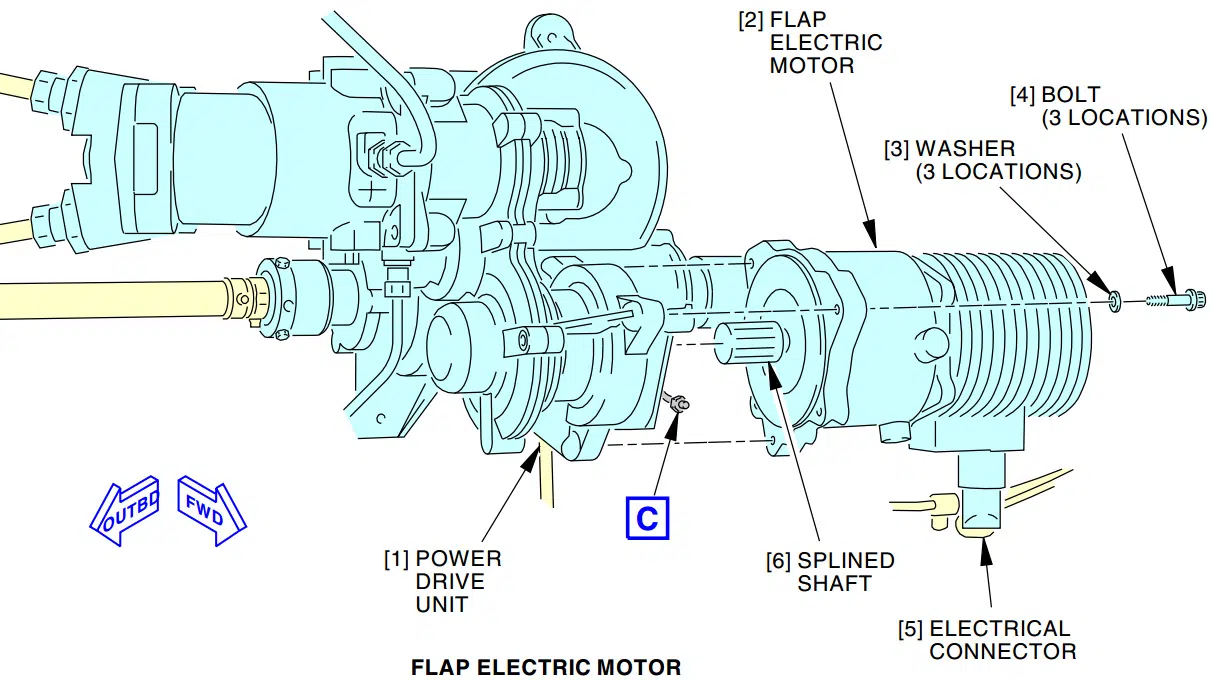 [2] FLAP
ELECTRIC
MOTOR
[4] BOLT
(3 LOCATIONS)
[3] WASHER
(3 LOCATIONS)
OUTBD
FWD
C
[1] POWER
DRIVE
UNIT
[6] SPLINED
SHAFT
[5] ELECTRICAL
CONNECTOR
FLAP ELECTRIC MOTOR